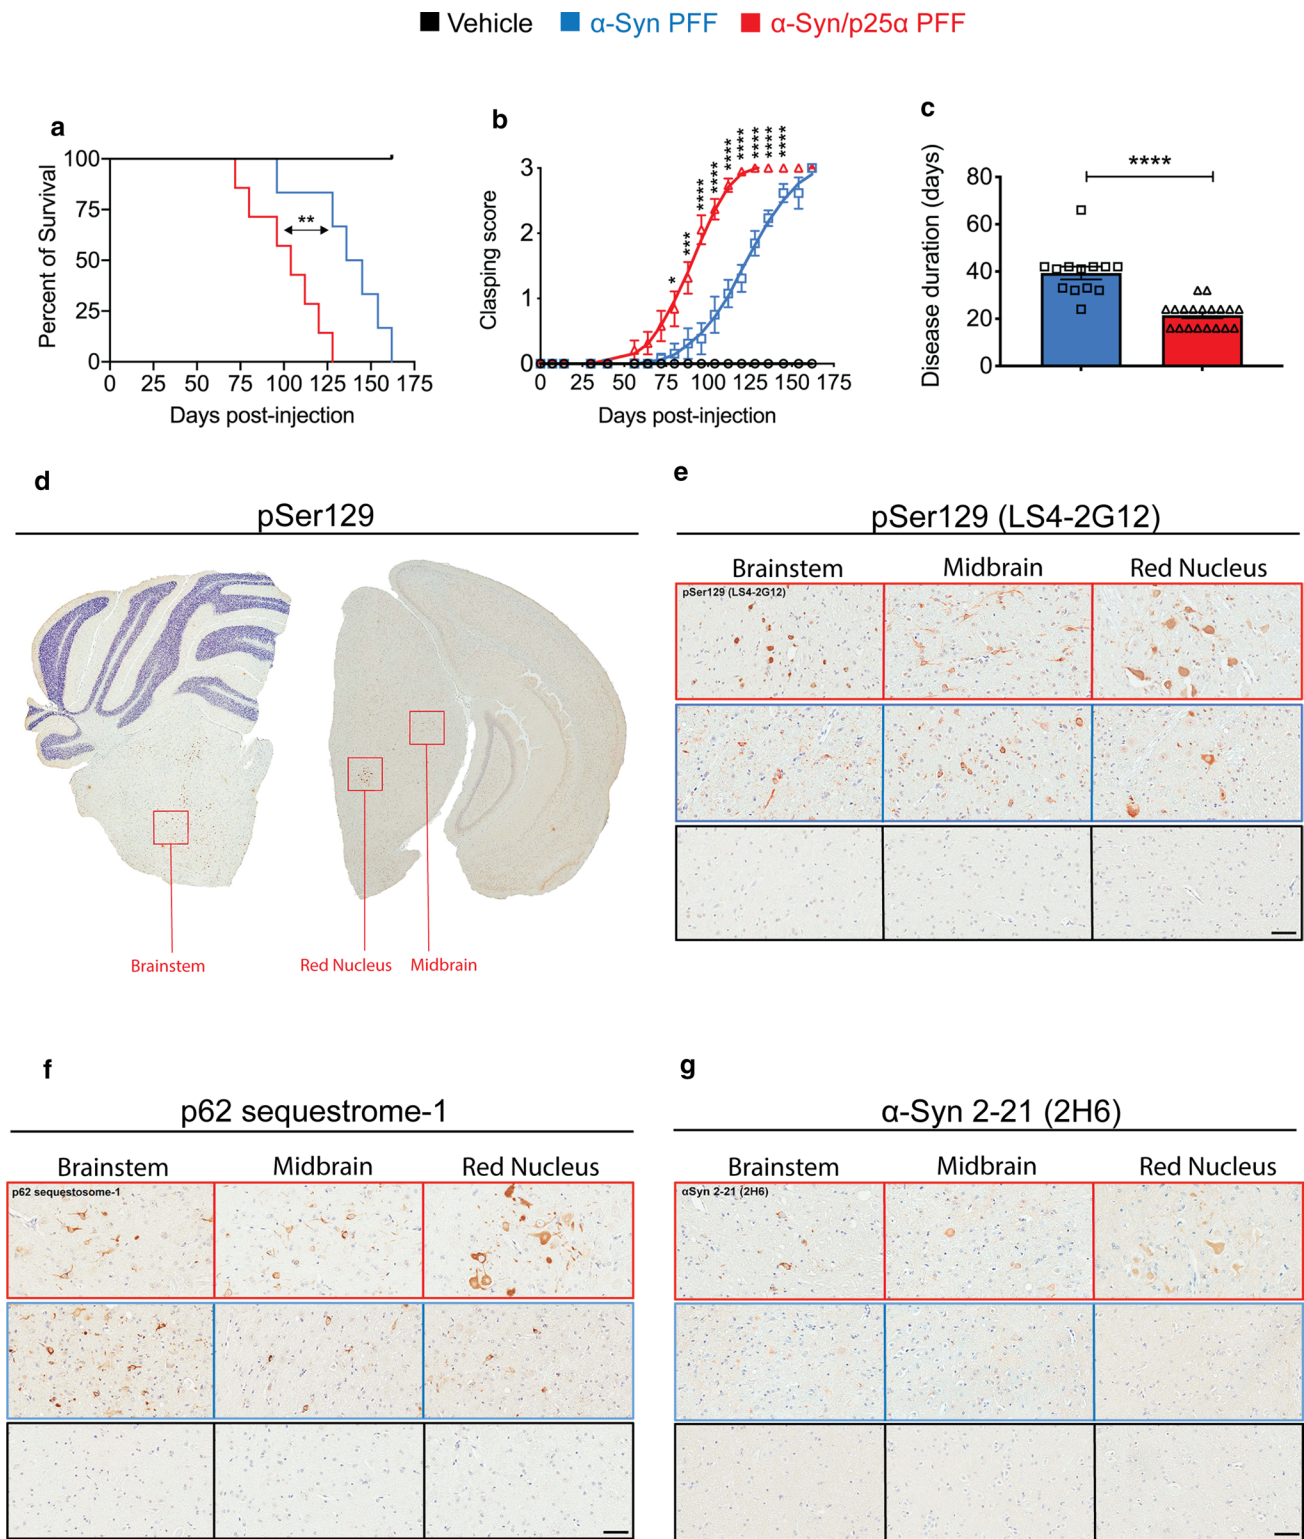 Vehicle α-Syn PFF α-Syn/p25α PFF
a
100
75
50
25
0
Percent of Survival
**
0 25 50 75 100 125 150 175
Days post-injection
b
3
2
1
0
Clasping score
* *** **** **** **** **** **** **** ****
0 25 50 75 100 125 150 175
Days post-injection
c
80
60
40
20
0
Disease duration (days)
****
d
pSer129
Brainstem
Red Nucleus
Midbrain
e
pSer129 (LS4-2G12)
Brainstem Midbrain Red Nucleus
pSer129 (LS4-2G12)
f
p62 sequestrome-1
Brainstem Midbrain Red Nucleus
p62 sequestosome-1
g
α-Syn 2-21 (2H6)
Brainstem Midbrain Red Nucleus
αSyn 2-21 (2H6)